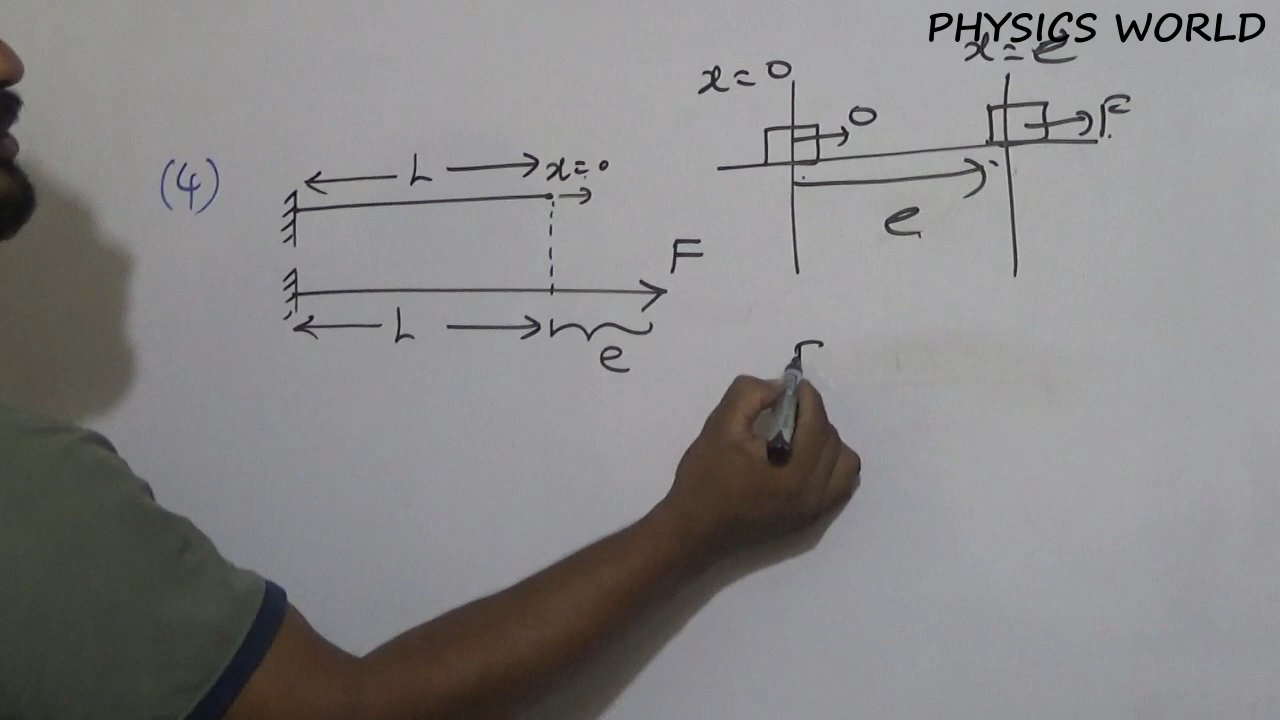 PHYSICS WORLD
x = 0
x = e
0
F
(4)
L
x = 0
e
F
L
e